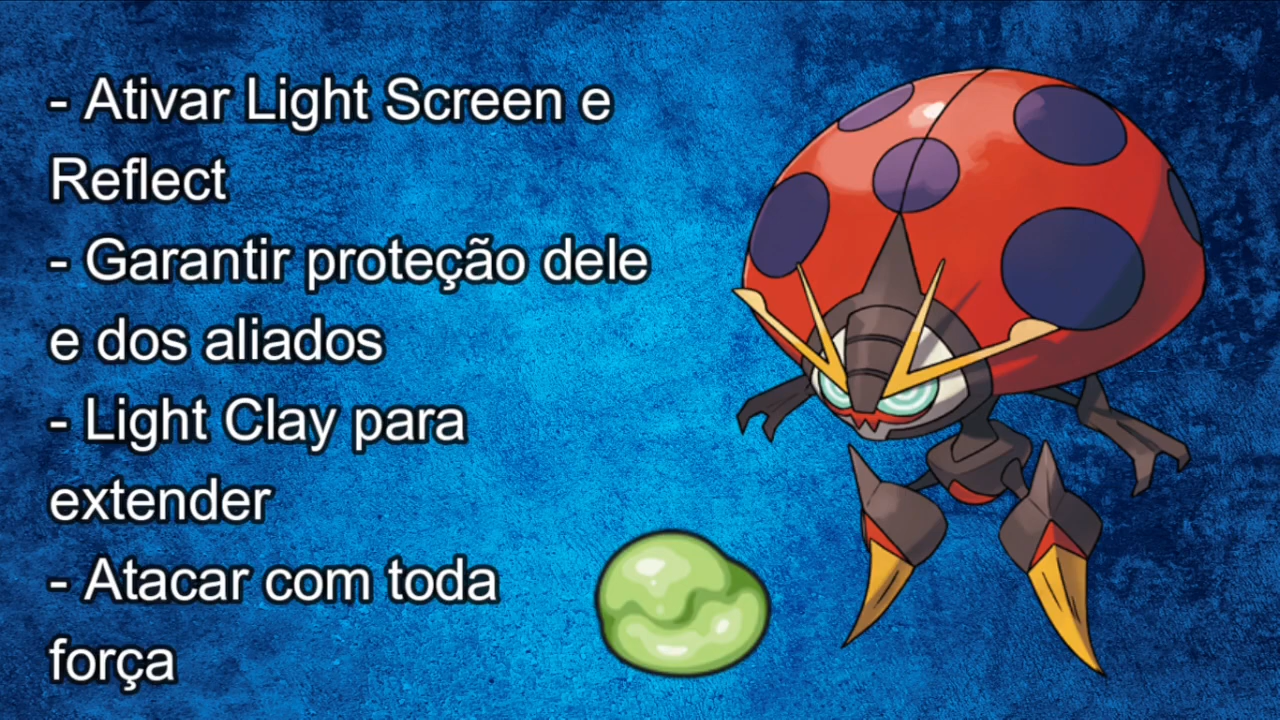 - Ativar Light Screen e
Reflect
- Garantir proteção dele
e dos aliados
- Light Clay para
extender
- Atacar com toda
força